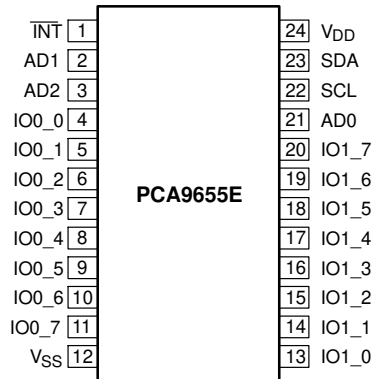 INT 1 24 VDD
AD1 2 23 SDA
AD2 3 22 SCL
IO0_0 4 21 AD0
IO0_1 5 20 IO1_7
IO0_2 6 19 IO1_6
PCA9655E
IO0_3 7 18 IO1_5
IO0_4 8 17 IO1_4
IO0_5 9 16 IO1_3
IO0_6 10 15 IO1_2
IO0_7 11 14 IO1_1
VSS 12 13 IO1_0